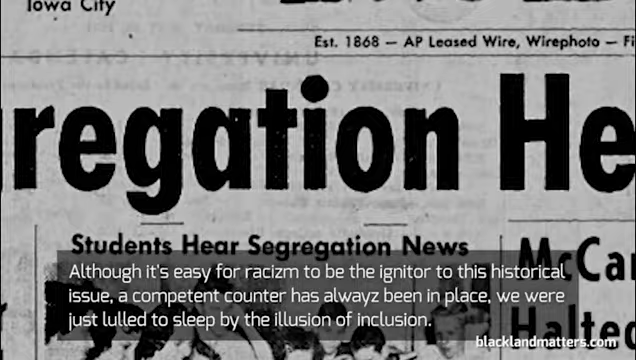 Iowa City
Est. 1868 — AP Leased Wire, Wirephoto —
regation He
Students Hear Segregation News
McCar
Halted
Although it's easy for racizm to be the ignitor to this historical
issue, a competent counter has alwayz been in place, we were
just lulled to sleep by the illusion of inclusion.
blacklandmatters.com